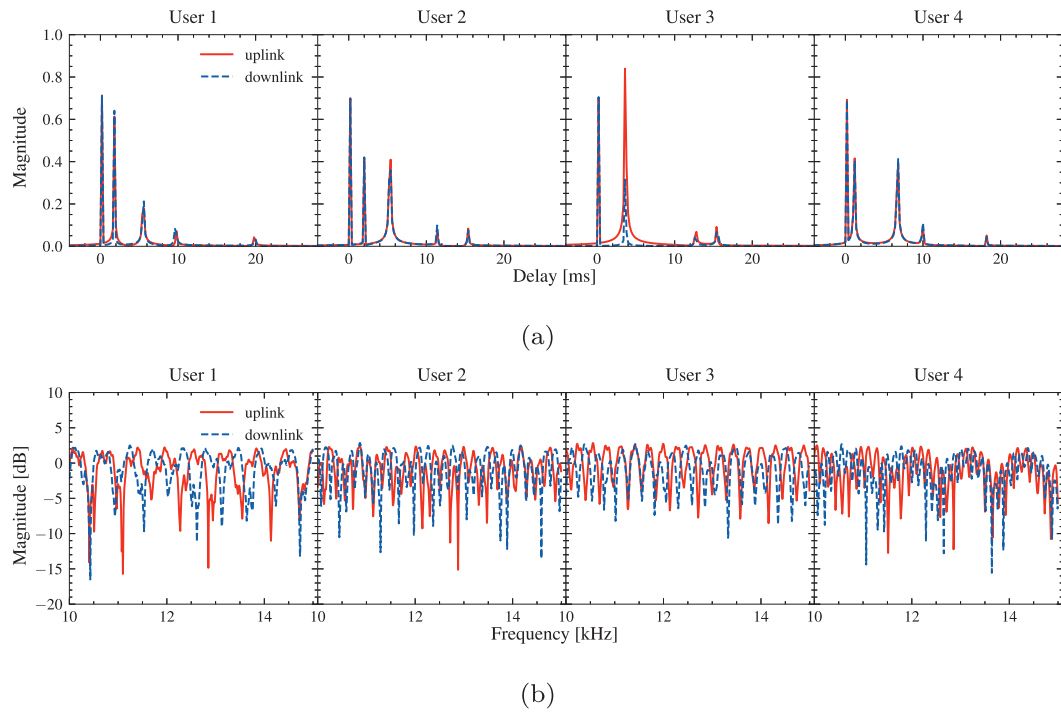 User 1 User 2 User 3 User 4
1.0
uplink
downlink
0.8
0.6
0.4
0.2
0.0
Magnitude
0 10 20 0 10 20 0 10 20 0 10 20
Delay [ms]
(a)
User 1 User 2 User 3 User 4
10
uplink
downlink
5
0
−5
−10
−15
−20
Magnitude [dB]
10 12 14 10 12 14 10 12 14 10 12 14
Frequency [kHz]
(b)